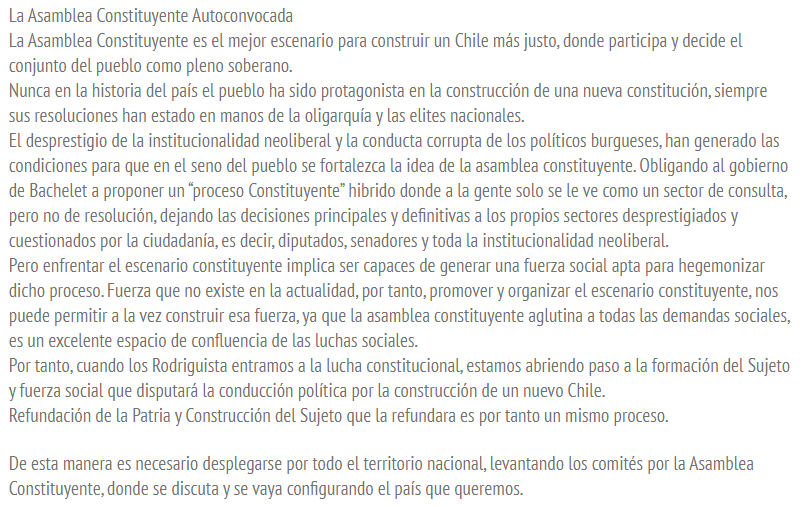 La Asamblea Constituyente Autoconvocada
La Asamblea Constituyente es el mejor escenario para construir un Chile más justo, donde participa y decide el
conjunto del pueblo como pleno soberano.
Nunca en la historia del país el pueblo ha sido protagonista en la construcción de una nueva constitución, siempre
sus resoluciones han estado en manos de la oligarquía y las elites nacionales.
El desprestigio de la institucionalidad neoliberal y la conducta corrupta de los políticos burgueses, han generado las
condiciones para que en el seno del pueblo se fortalezca la idea de la asamblea constituyente. Obligando al gobierno
de Bachelet a proponer un “proceso Constituyente” hibrido donde a la gente solo se le ve como un sector de consulta,
pero no de resolución, dejando las decisiones principales y definitivas a los propios sectores desprestigiados y
cuestionados por la ciudadanía, es decir, diputados, senadores y toda la institucionalidad neoliberal.
Pero enfrentar el escenario constituyente implica ser capaces de generar una fuerza social apta para hegemonizar
dicho proceso. Fuerza que no existe en la actualidad, por tanto, promover y organizar el escenario constituyente, nos
puede permitir a la vez construir esa fuerza, ya que la asamblea constituyente aglutina a todas las demandas sociales,
es un excelente espacio de confluencia de las luchas sociales.
Por tanto, cuando los Rodriguista entramos a la lucha constitucional, estamos abriendo paso a la formación del Sujeto
y fuerza social que disputará la conducción política por la construcción de un nuevo Chile.
Refundación de la Patria y Construcción del Sujeto que la refundara es por tanto un mismo proceso.
De esta manera es necesario desplegarse por todo el territorio nacional, levantando los comités por la Asamblea
Constituyente, donde se discuta y se vaya configurando el país que queremos.